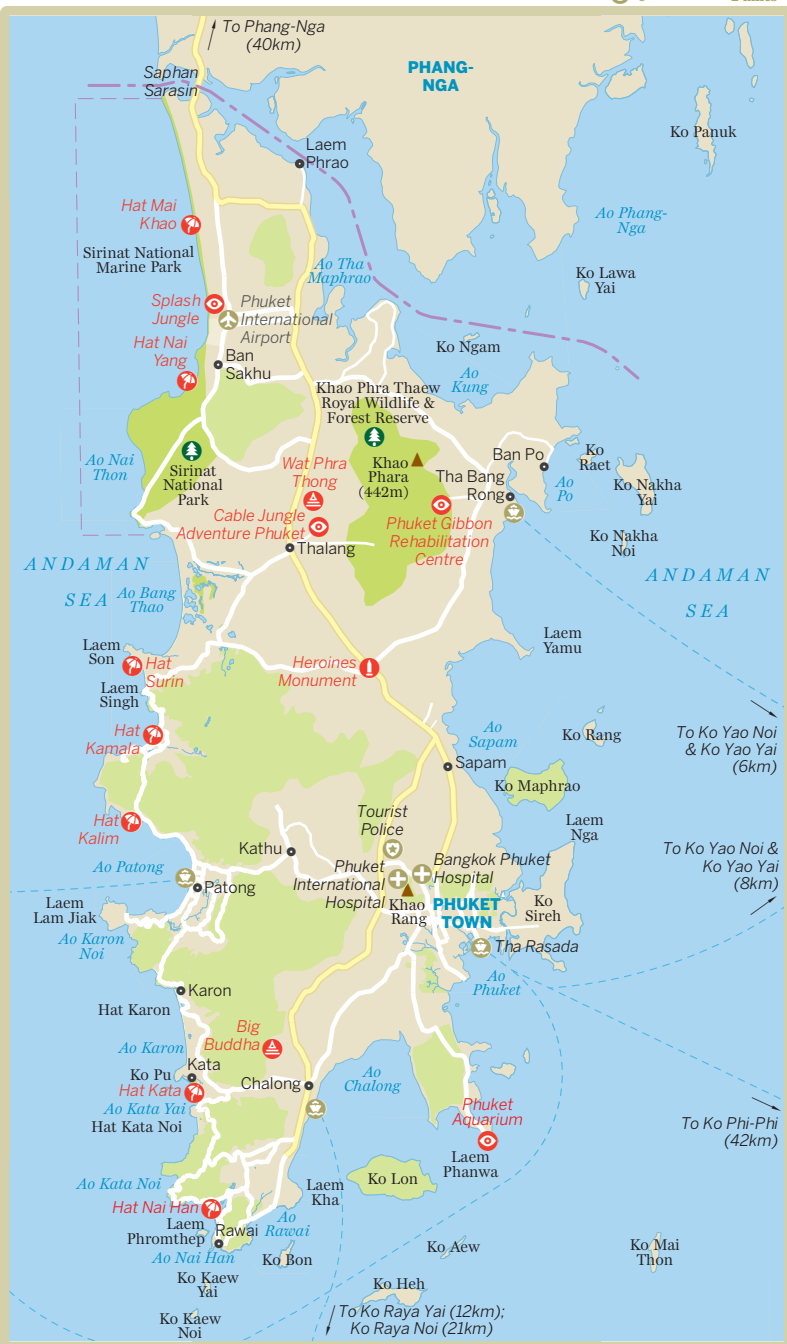 To Phang-Nga
(40km)
PHANG-
NGA
Saphan
Sarasin
Ko Panuk
Laem
Phrao
Hat Mai
Khao
Ao Phang-
Nga
Sirinat National
Marine Park
Ao Tha
Maphrao
Ko Lawa
Yai
Splash
Jungle
Phuket
International
Airport
Hat Nai
Yang
Ko Ngam
Ban
Sakhu
Ao
Kung
Khao Phra Thaew
Royal Wildlife &
Forest Reserve
Ao Nai
Thon
Sirinat
National
Park
Wat Phra
Thong
Khao
Phara
(442m)
Ban Po
Tha Bang
Rong
Ao
Po
Ko
Raet
Ko Nakha
Yai
Cable Jungle
Adventure Phuket
Phuket Gibbon
Rehabilitation
Centre
Ko Nakha
Noi
Thalang
ANDAMAN
SEA
Ao Bang
Thao
ANDAMAN
SEA
Laem
Son
Hat
Surin
Laem
Singh
Heroines
Monument
Laem
Yamu
Hat
Kamala
Ao
Sapam
Ko Rang
To Ko Yao Noi
& Ko Yao Yai
(6km)
Sapam
Ko Maphrao
Hat
Kalim
Tourist
Police
Laem
Nga
Kathu
To Ko Yao Noi &
Ko Yao Yai
(8km)
Ao Patong
Patong
Phuket
International
Hospital
Bangkok Phuket
Hospital
Khao
Rang
PHUKET
TOWN
Ko
Sireh
Laem
Lam Jiak
Ao Karon
Noi
Tha Rasada
Ao
Phuket
Karon
Hat Karon
Big
Buddha
Ao Karon
Kata
Ko Pu
Hat Kata
Ao Kata Yai
Hat Kata Noi
Chalong
Ao
Chalong
Phuket
Aquarium
To Ko Phi-Phi
(42km)
Laem
Phanwa
Ao Kata Noi
Ko Lon
Hat Nai Han
Laem
Kha
Laem
Phromthep
Rawai
Ao
Rawai
Ao Nai Han
Ko Bon
Ko Aew
Ko Mai
Thon
Ko Kaew
Yai
Ko Heh
Ko Kaew
Noi
To Ko Raya Yai (12km);
Ko Raya Noi (21km)